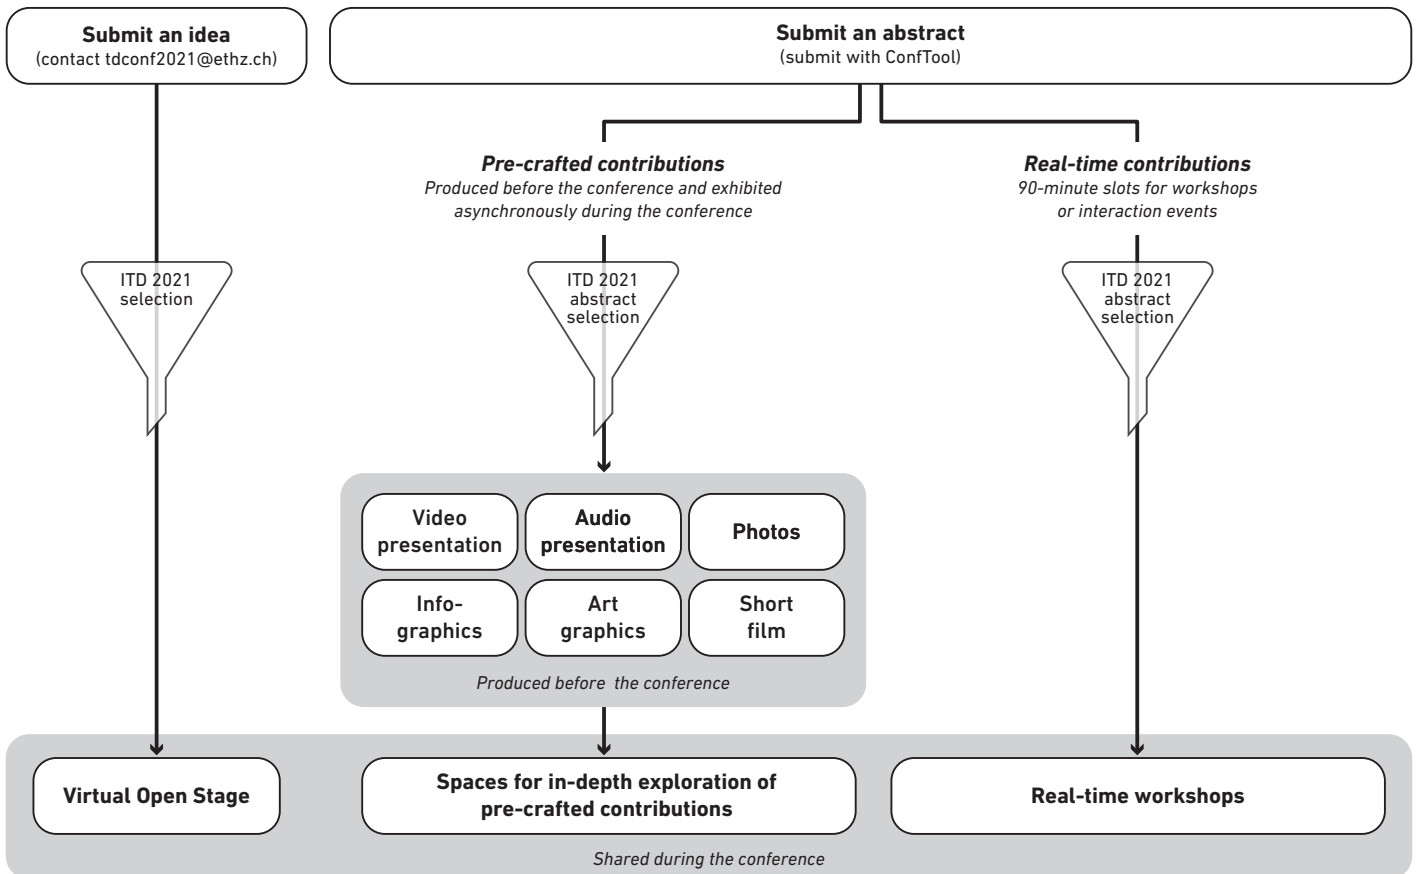 Submit an idea
(contact tdconf2021@ethz.ch)
Submit an abstract
(submit with ConfTool)
Pre-crafted contributions
Produced before the conference and exhibited
asynchronously during the conference
Real-time contributions
90-minute slots for workshops
or interaction events
ITD 2021
selection
ITD 2021
abstract
selection
ITD 2021
abstract
selection
Video
presentation
Audio
presentation
Photos
Info-
graphics
Art
graphics
Short
film
Produced before the conference
Virtual Open Stage
Spaces for in-depth exploration of
pre-crafted contributions
Real-time workshops
Shared during the conference